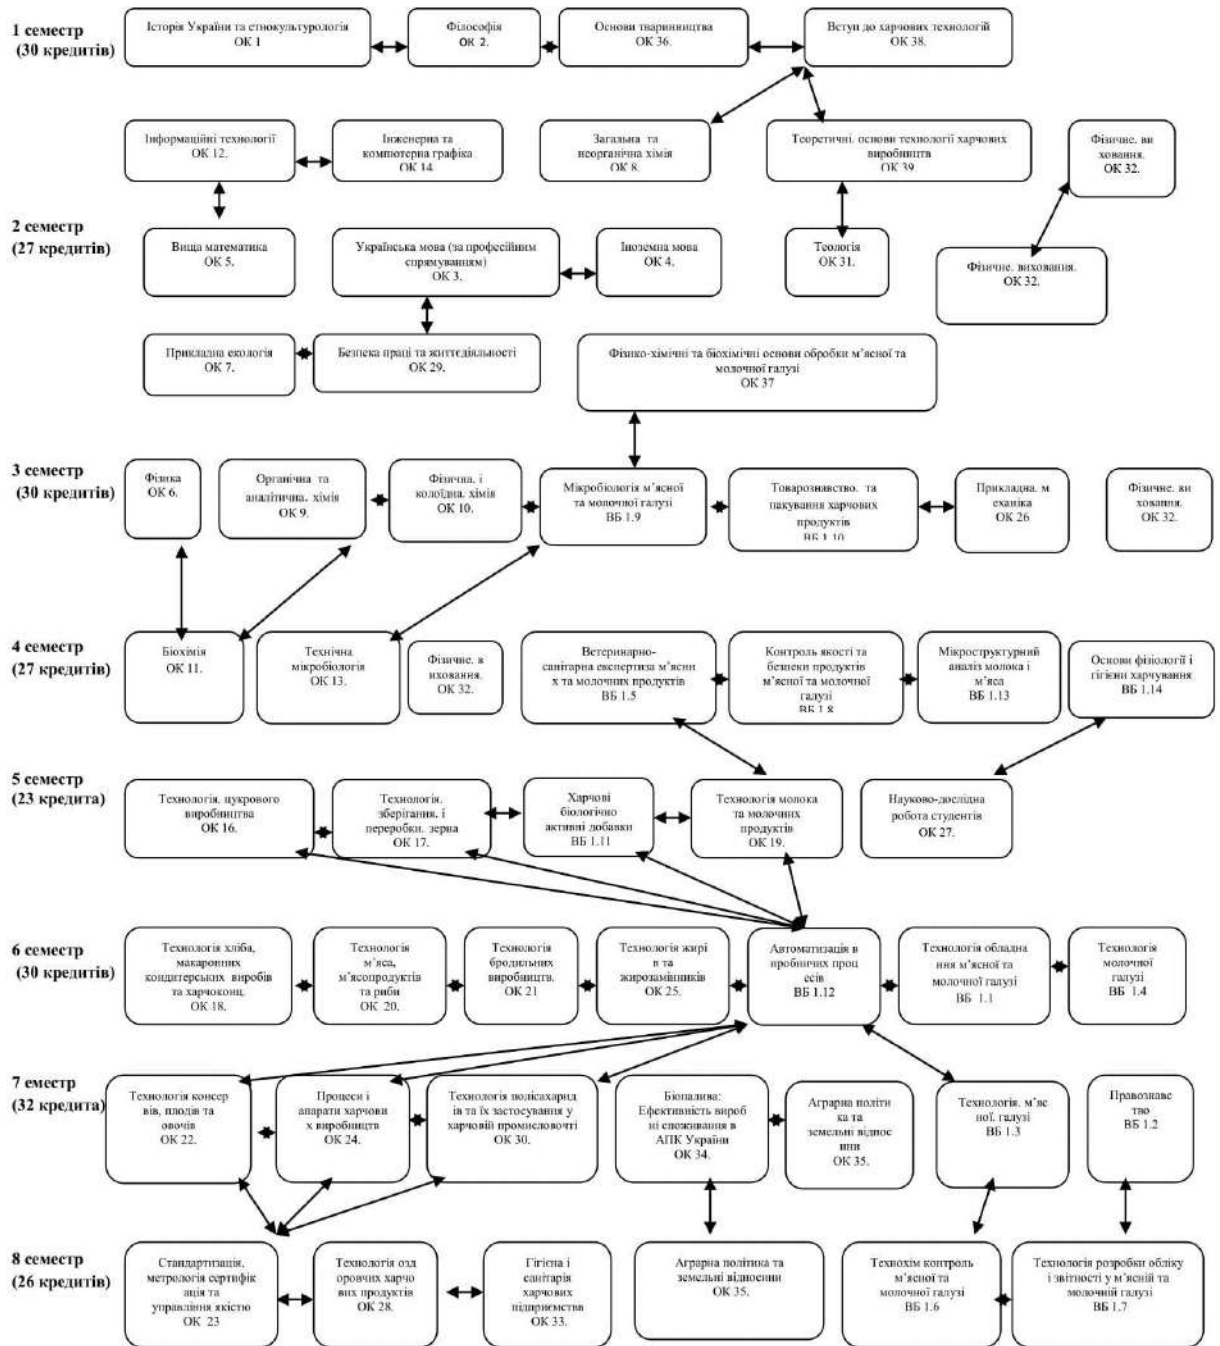 1 семестр
(30 кредитів)
Історія України та етнокультурологія
ОК 1
Філософія
ОК 2.
Основи тваринництва
ОК 36.
Вступ до харчових технологій
ОК 38.
Інформаційні технології
ОК 12.
Інженерна та
компютерна графіка
ОК 14.
Загальна та
неорганічна хімія
ОК 8.
Теоретичні. основи технології харчових
виробництв
ОК 39.
Фізичне. ви
ховання.
ОК 32.
2 семестр
(27 кредитів)
Вища математика
ОК 5.
Українська мова (за професійним
спрямуванням)
ОК 3.
Іноземна мова
ОК 4.
Теологія
ОК 31.
Фізичне. виховання.
ОК 32.
Прикладна екологія
ОК 7.
Безпека праці та життєдіяльності
ОК 29.
Фізико-хімічні та біохімічні основи обробки м’ясної та
молочної галузі
ОК 37
3 семестр
(30 кредитів)
Фізика
ОК 6.
Органічна та
аналітична. хімія
ОК 9.
Фізична. і
колоїдна. хімія
ОК 10.
Мікробіологія м’ясної
та молочної галузі
ВБ 1.9
Товарознавство. та
пакування харчових
продуктів
ВБ 1.10
Прикладна. м
еханіка
ОК 26
Фізичне. ви
ховання.
ОК 32.
4 семестр
(27 кредитів)
Біохімія
ОК 11.
Технічна
мікробіологія
ОК 13.
Фізичне. в
иховання.
ОК 32.
Ветеринарно-
санітарна експертиза м’ясни
х та молочних продуктів
ВБ 1.5
Контроль якості та
безпеки продуктів
м’ясної та молочної
галузі
ВБ 1.8
Мікроструктурний
аналіз молока і
м’яса
ВБ 1.13
Основи фізіології і
гігієни харчування
ВБ 1.14
5 семестр
(23 кредита)
Технологія. цукрового
виробництва
ОК 16.
Технологія.
зберігання. і
переробки. зерна
ОК 17.
Харчові
біологічно
активні добавки
ВБ 1.11
Технологія молока
та молочних
продуктів
ОК 19.
Науково-дослідна
робота студентів
ОК 27.
6 семестр
(30 кредитів)
Технологія хліба,
макаронних
кондитерських виробів
та харчоконц.
ОК 18.
Технологія
м’яса,
м’ясопродуктів
та риби
ОК 20.
Технологія
бродильних
виробництв.
ОК 21
Технологія жирі
в та
жирозамінників
ОК 25.
Автоматизація в
иробничих проц
есів
ВБ 1.12
Технологія обладна
ння м’ясної та
молочної галузі
ВБ 1.1
Технологія
молочної
галузі
ВБ 1.4
7 еместр
(32 кредита)
Технологія консер
вів, плодів та
овочів
ОК 22.
Процеси і
апарати харчови
х виробництв
ОК 24.
Технологія полісахарид
ів та їх застосування у
харчовій промисловочті
ОК 30.
Біопалива:
Ефективність вироб
ні споживання в
АПК України
ОК 34.
Аграрна політи
ка та
земельні віднос
ини
ОК 35.
Технологія. м’яс
ної. галузі
ВБ 1.3
Правознавс
тво
ВБ 1.2
8 семестр
(26 кредитів)
Стандартизація,
метрологія сертифік
ація та
управління якістю
ОК 23
Технологія озд
оровчих харчо
вих продуктів
ОК 28.
Гігієна і
санітарія
харчових
підприємства
ОК 33.
Аграрна політика та
земельні відносини
ОК 35.
Технохім контроль
м’ясної та
молочної галузі
ВБ 1.6
Технологія розробки обліку
і звітності у м’ясній та
молочній галузі
ВБ 1.7